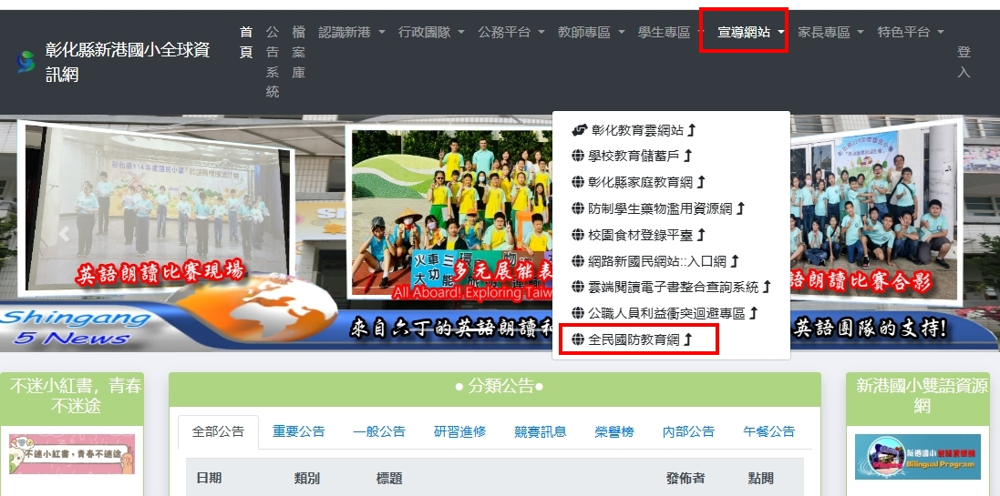 彰化縣新港國小全球資
訊網
首頁
公告系統
檔案庫
認識新港
行政團隊
公務平台
教師專區
學生專區
宣導網站
家長專區
特色平台
登入
彰化教育雲網站
學校教育儲蓄戶
彰化縣家庭教育網
防制學生藥物濫用資源網
校園食材登錄平臺
網路新國民網站::入口網
雲端閱讀電子書整合查詢系統
公職人員利益衝突迴避專區
全民國防教育網
英語朗讀比賽現場
火車三
多元展能表
All Aboard! Exploring Taiw
語朗讀比賽合影
Shingang
5 News
來自六丁的英語朗讀和
英語團隊的支持!
不迷小紅書，青春
不迷途
不迷小紅書，青春不迷途
● 分類公告●
全部公告 重要公告 一般公告 研習進修 競賽訊息 榮譽榜 內部公告 午餐公告
日期 類別 標題 發佈者 點閱
新港國小雙語資源
網
Bilingual Program